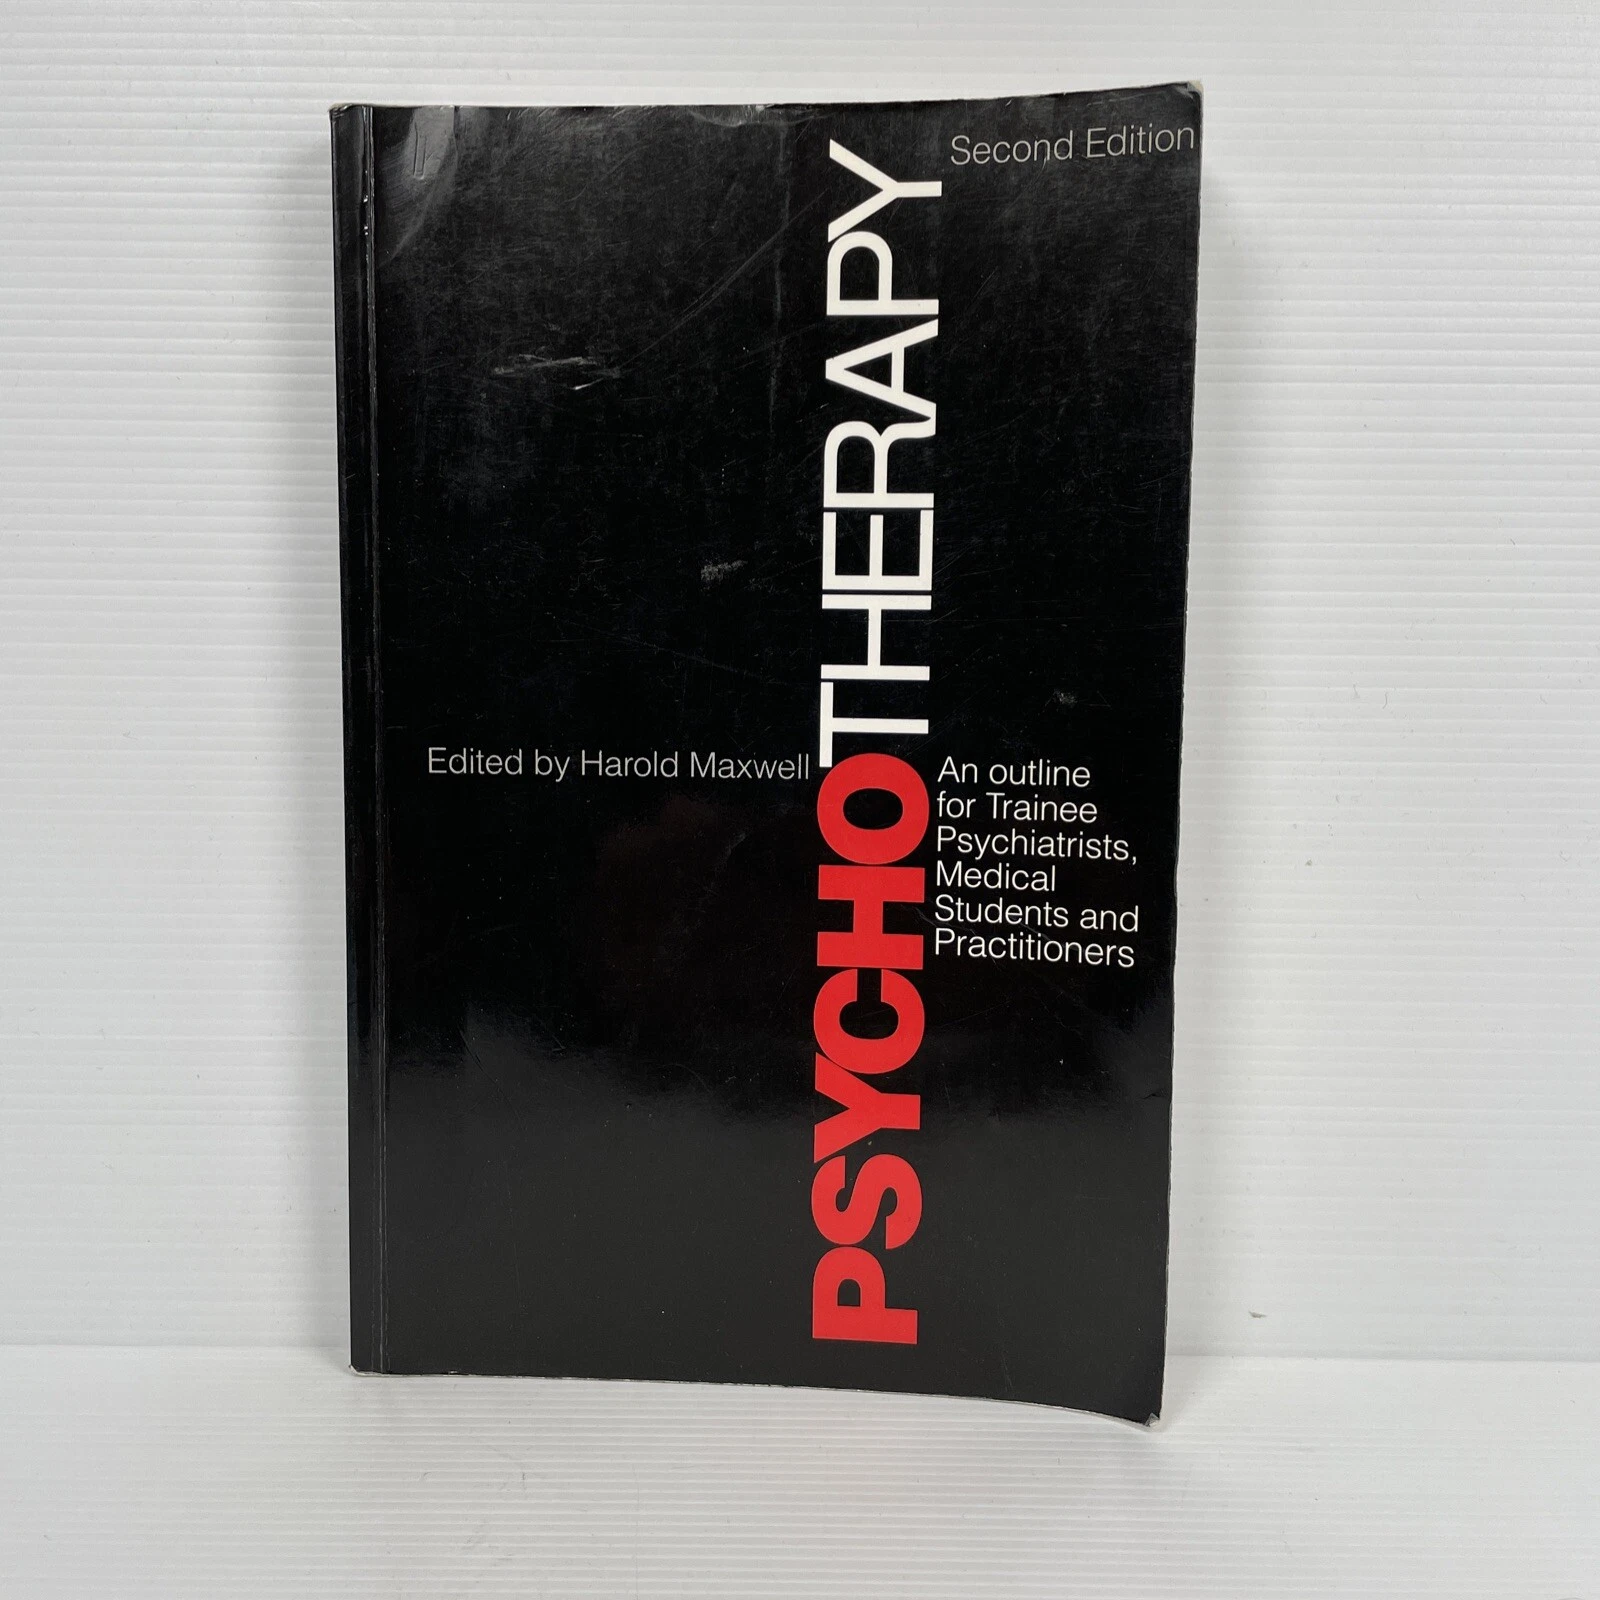 Second Edition
PSYCHOTHERAPY
Edited by Harold Maxwell
An outline
for Trainee
Psychiatrists,
Medical
Students and
Practitioners